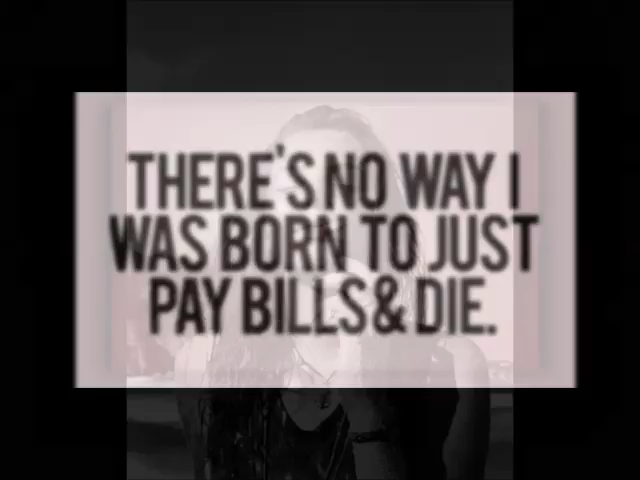 THERE'S NO WAY I
WAS BORN TO JUST
PAY BILLS & DIE.